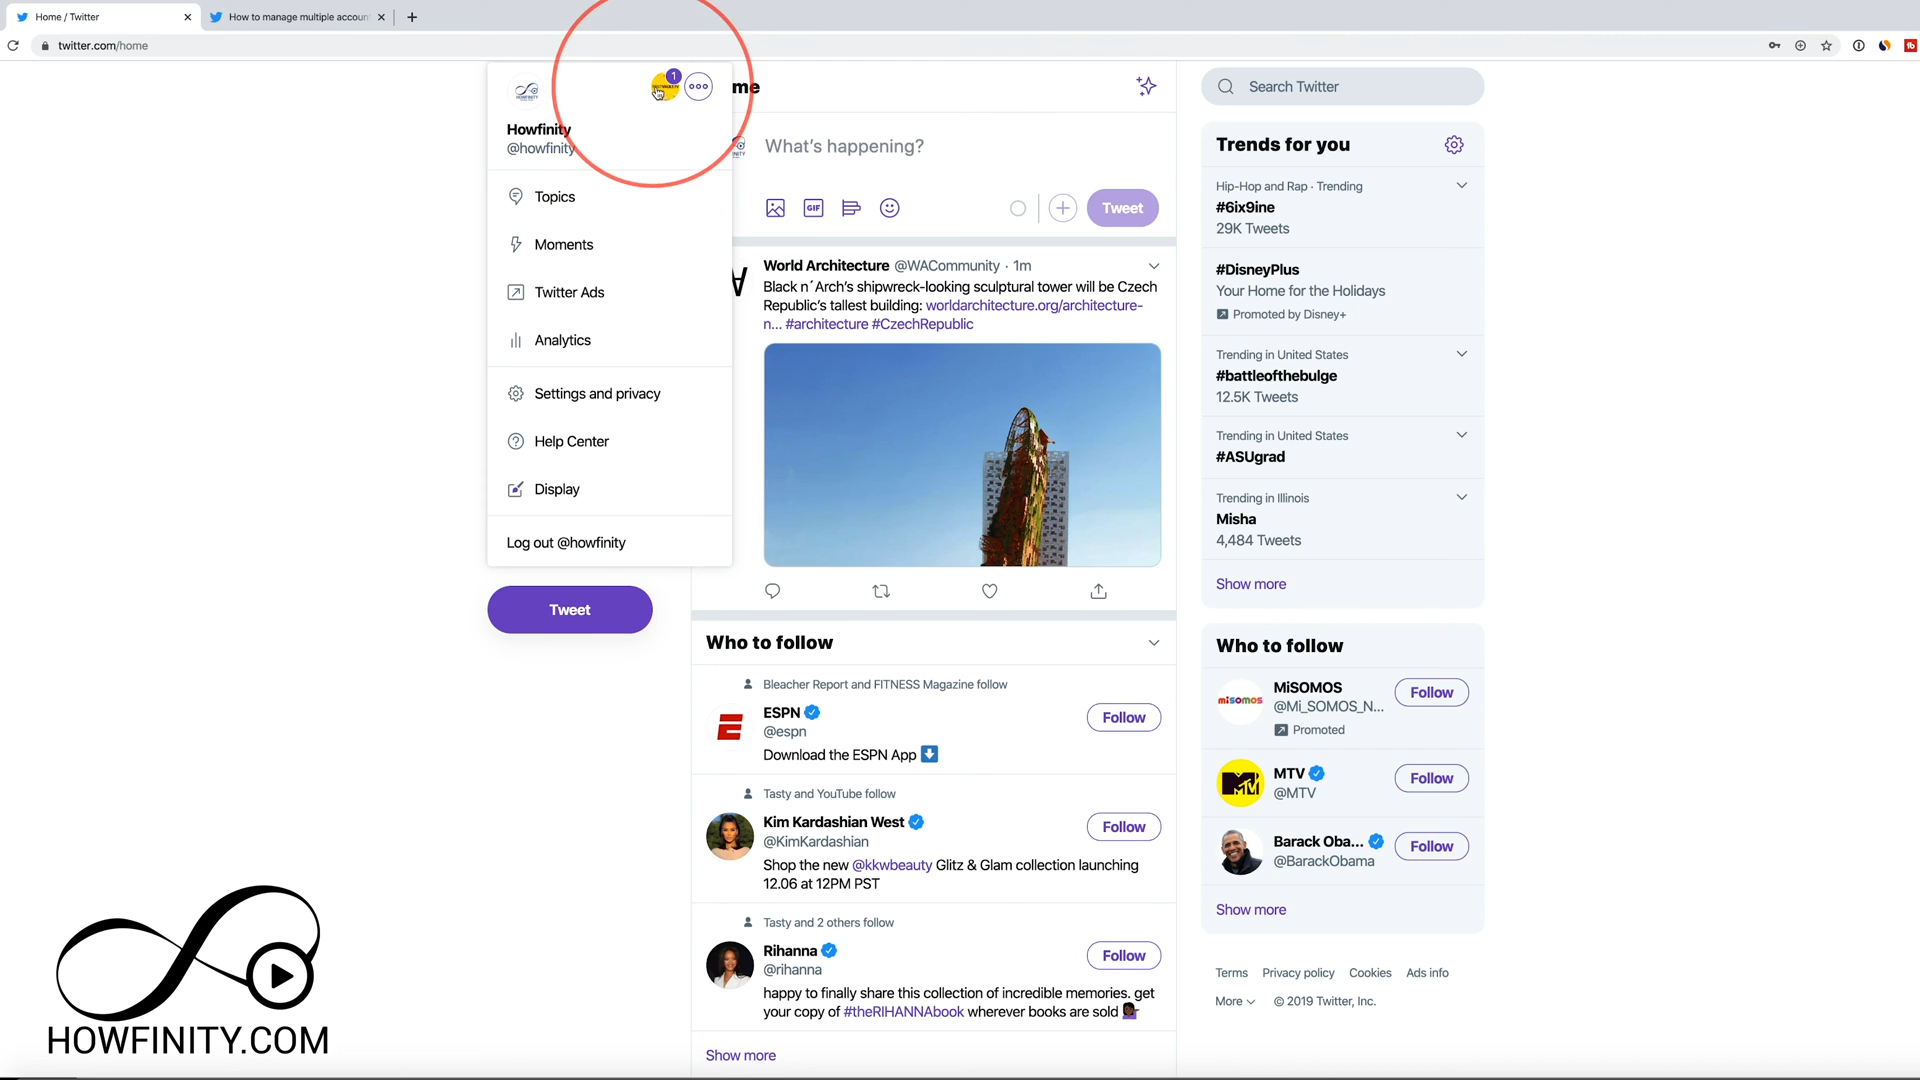 Home / Twitter
How to manage multiple accoun
twitter.com/home
1
Howfinity
@howfinity
Topics
Moments
Twitter Ads
Analytics
Settings and privacy
Help Center
Display
Log out @howfinity
Tweet
me
What's happening?
GIF
Tweet
World Architecture @WACommunity · 1m
Black n´Arch's shipwreck-looking sculptural tower will be Czech
Republic's tallest building: worldarchitecture.org/architecture-
n... #architecture #CzechRepublic
Who to follow
Bleacher Report and FITNESS Magazine follow
ESPN
@espn
Download the ESPN App
Follow
Tasty and YouTube follow
Kim Kardashian West
@KimKardashian
Shop the new @kkwbeauty Glitz & Glam collection launching
12.06 at 12PM PST
Follow
Tasty and 2 others follow
Rihanna
@rihanna
happy to finally share this collection of incredible memories. get
your copy of #theRIHANNAbook wherever books are sold
Follow
Show more
Search Twitter
Trends for you
Hip-Hop and Rap · Trending
#6ix9ine
29K Tweets
#DisneyPlus
Your Home for the Holidays
Promoted by Disney+
Trending in United States
#battleofthebulge
12.5K Tweets
Trending in United States
#ASUgrad
Trending in Illinois
Misha
4,484 Tweets
Show more
Who to follow
misomos
MiSOMOS
@Mi_SOMOS_N...
Promoted
Follow
MTV
@MTV
Follow
Barack Oba...
@BarackObama
Follow
Show more
Terms Privacy policy Cookies Ads info
More © 2019 Twitter, Inc.
HOWFINITY.COM